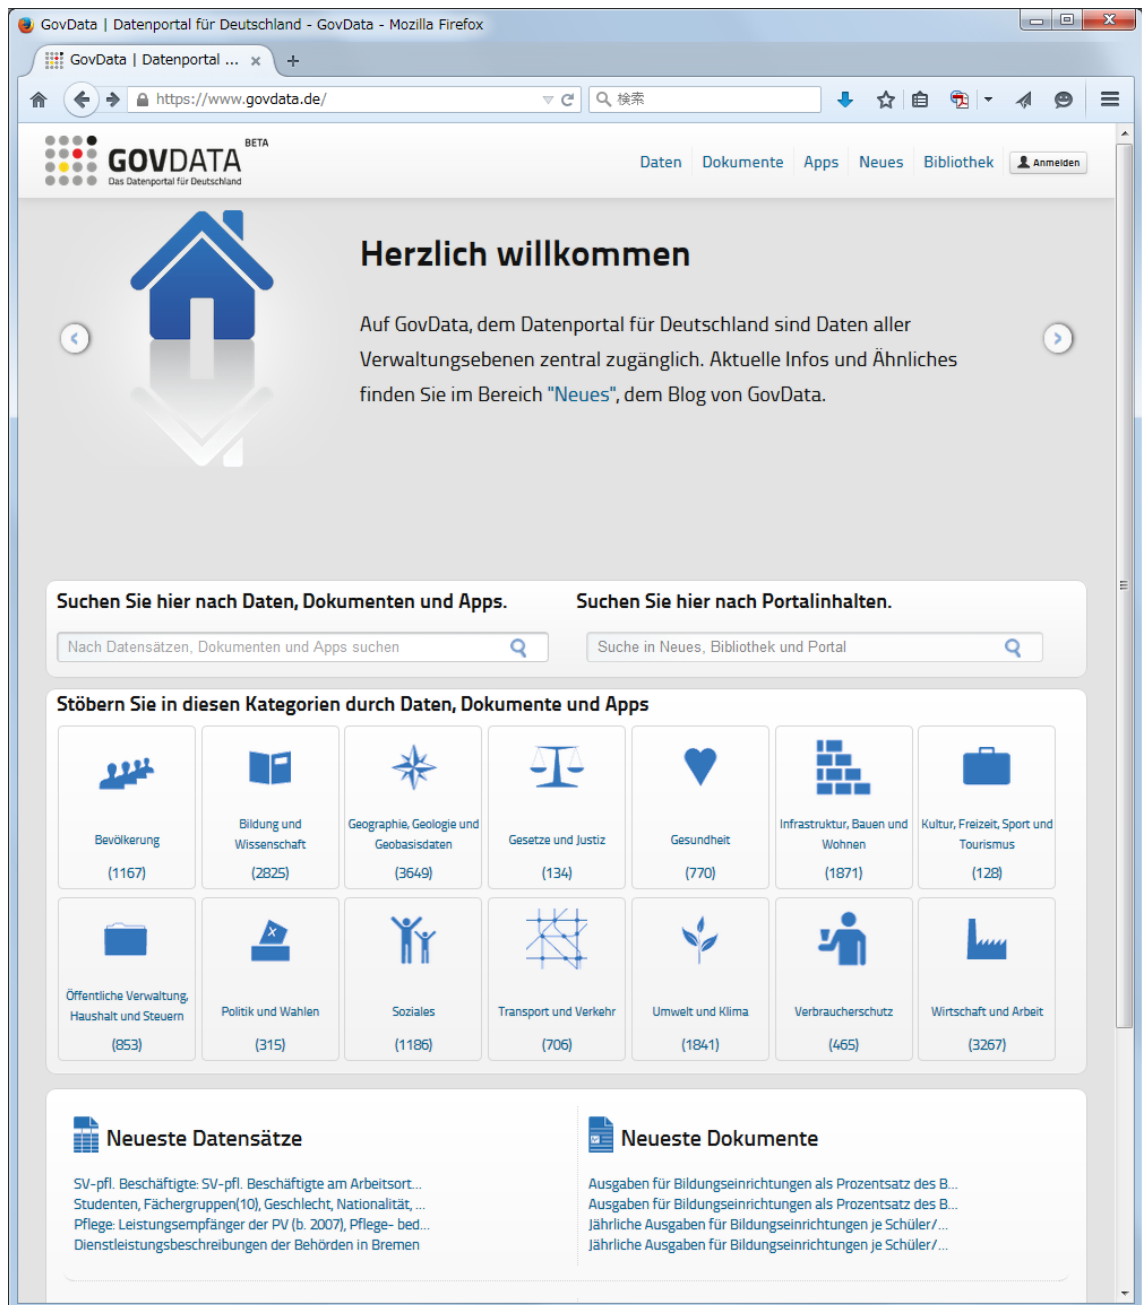 GovData | Datenportal für Deutschland - GovData - Mozilla Firefox
GovData | Datenportal ...
https://www.govdata.de/
検索
GOVDATA BETA
Das Datenportal für Deutschland
Daten Dokumente Apps Neues Bibliothek Anmelden
Herzlich willkommen
Auf GovData, dem Datenportal für Deutschland sind Daten aller
Verwaltungsebenen zentral zugänglich. Aktuelle Infos und Ähnliches
finden Sie im Bereich "Neues", dem Blog von GovData.
Suchen Sie hier nach Daten, Dokumenten und Apps.
Nach Datensätzen, Dokumenten und Apps suchen
Suchen Sie hier nach Portalinhalten.
Suche in Neues, Bibliothek und Portal
Stöbern Sie in diesen Kategorien durch Daten, Dokumente und Apps
Bevölkerung
(1167)
Bildung und
Wissenschaft
(2825)
Geographie, Geologie und
Geobasisdaten
(3649)
Gesetze und Justiz
(134)
Gesundheit
(770)
Infrastruktur, Bauen und
Wohnen
(1871)
Kultur, Freizeit, Sport und
Tourismus
(128)
Öffentliche Verwaltung,
Haushalt und Steuern
(853)
Politik und Wahlen
(315)
Soziales
(1186)
Transport und Verkehr
(706)
Umwelt und Klima
(1841)
Verbraucherschutz
(465)
Wirtschaft und Arbeit
(3267)
Neueste Datensätze
SV-pfl. Beschäftigte: SV-pfl. Beschäftigte am Arbeitsort...
Studenten, Fächergruppen(10), Geschlecht, Nationalität, ...
Pflege: Leistungsempfänger der PV (b. 2007), Pflege- bed...
Dienstleistungsbeschreibungen der Behörden in Bremen
Neueste Dokumente
Ausgaben für Bildungseinrichtungen als Prozentsatz des B...
Ausgaben für Bildungseinrichtungen als Prozentsatz des B...
Jährliche Ausgaben für Bildungseinrichtungen je Schüler/...
Jährliche Ausgaben für Bildungseinrichtungen je Schüler/...